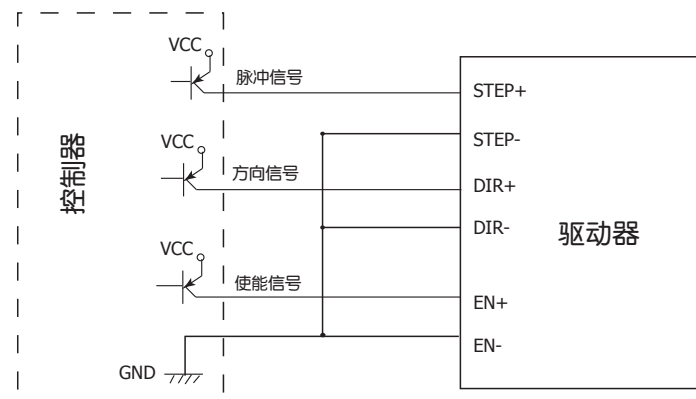 VCC
脉冲信号
STEP+
STEP-
VCC
方向信号
DIR+
控制器
DIR-
驱动器
VCC
使能信号
EN+
EN-
GND